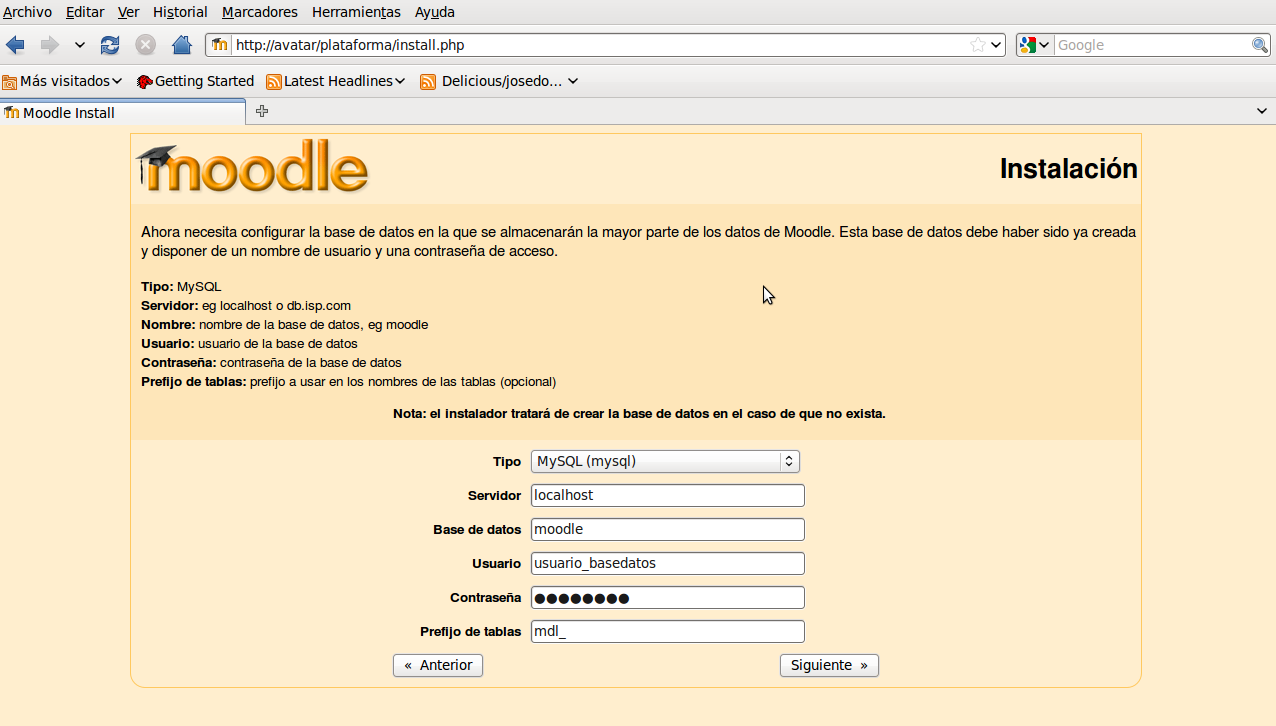 Archivo Editar Ver Historial Marcadores Herramientas Ayuda
http://avatar/plataforma/install.php
Google
Más visitados Getting Started Latest Headlines Delicious/josedo...
Moodle Install
moodle
Instalación
Ahora necesita configurar la base de datos en la que se almacenarán la mayor parte de los datos de Moodle. Esta base de datos debe haber sido ya creada
y disponer de un nombre de usuario y una contraseña de acceso.
Tipo: MySQL
Servidor: eg localhost o db.isp.com
Nombre: nombre de la base de datos, eg moodle
Usuario: usuario de la base de datos
Contraseña: contraseña de la base de datos
Prefijo de tablas: prefijo a usar en los nombres de las tablas (opcional)
Nota: el instalador tratará de crear la base de datos en el caso de que no exista.
Tipo MySQL (mysql)
Servidor localhost
Base de datos moodle
Usuario usuario_basedatos
Contraseña ●●●●●●●●
Prefijo de tablas mdl_
« Anterior Siguiente »